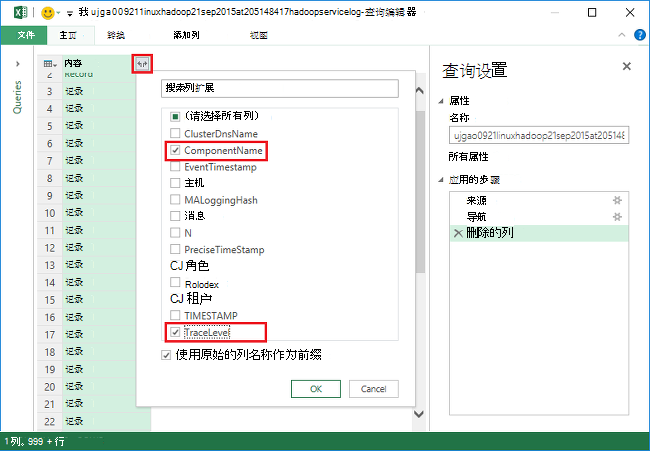 我 ujga0092​1linuxhadoop21sep2015at205148417hadoopservicelog-查询编辑器
文件
主页
转换
添加列
视图
Queries
内容
2 Record
3 记录
4 记录
5 记录
6 记录
7 记录
8 记录
9 记录
10 记录
11 记录
12 记录
13 记录
14 记录
15 记录
16 记录
17 记录
18 记录
19 记录
20 记录
21 记录
22 记录
搜索列扩展
(请选择所有列)
ClusterDnsName
ComponentName
EventTimestamp
主机
MALoggingHash
消息
N
PreciseTimeStamp
CJ 角色
Rolodex
CJ 租户
TIMESTAMP
TraceLevel
使用原始的列名称作为前缀
OK
Cancel
查询设置
属性
名称
ujgao0921linuxhadoop21sep2015at205148
所有属性
应用的步骤
来源
导航
删除的列
1列。999 + 行